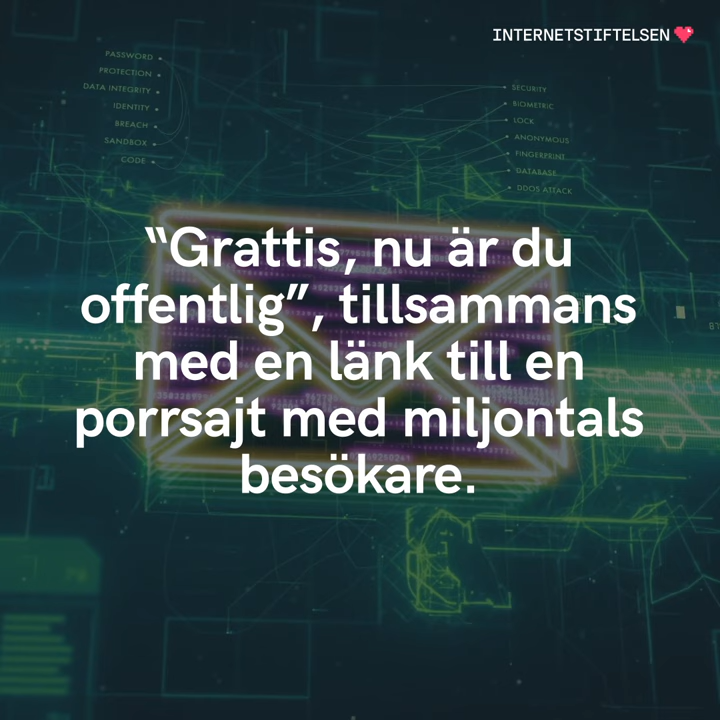 INTERNETSTIFTELSEN
PASSWORD
PROTECTION
DATA INTEGRITY
IDENTITY
BREACH
SANDBOX
CODE
SECURITY
BIOMETRIC
LOCK
ANONYMOUS
FINGERPRINT
DATABASE
DDOS ATTACK
“Grattis, nu är du
offentlig”, tillsammans
med en länk till en
porrsajt med miljontals
besökare.